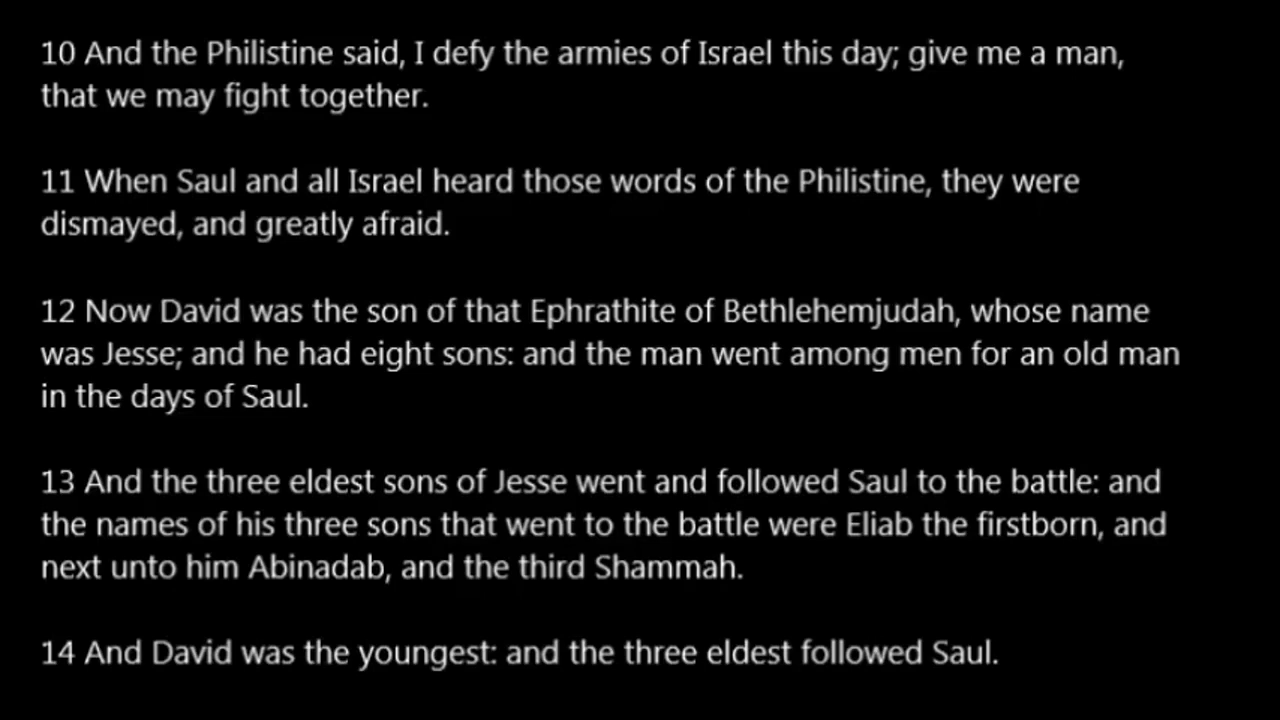 10 And the Philistine said, I defy the armies of Israel this day; give me a man,
that we may fight together.
11 When Saul and all Israel heard those words of the Philistine, they were
dismayed, and greatly afraid.
12 Now David was the son of that Ephrathite of Bethlehemjudah, whose name
was Jesse; and he had eight sons: and the man went among men for an old man
in the days of Saul.
13 And the three eldest sons of Jesse went and followed Saul to the battle: and
the names of his three sons that went to the battle were Eliab the firstborn, and
next unto him Abinadab, and the third Shammah.
14 And David was the youngest: and the three eldest followed Saul.